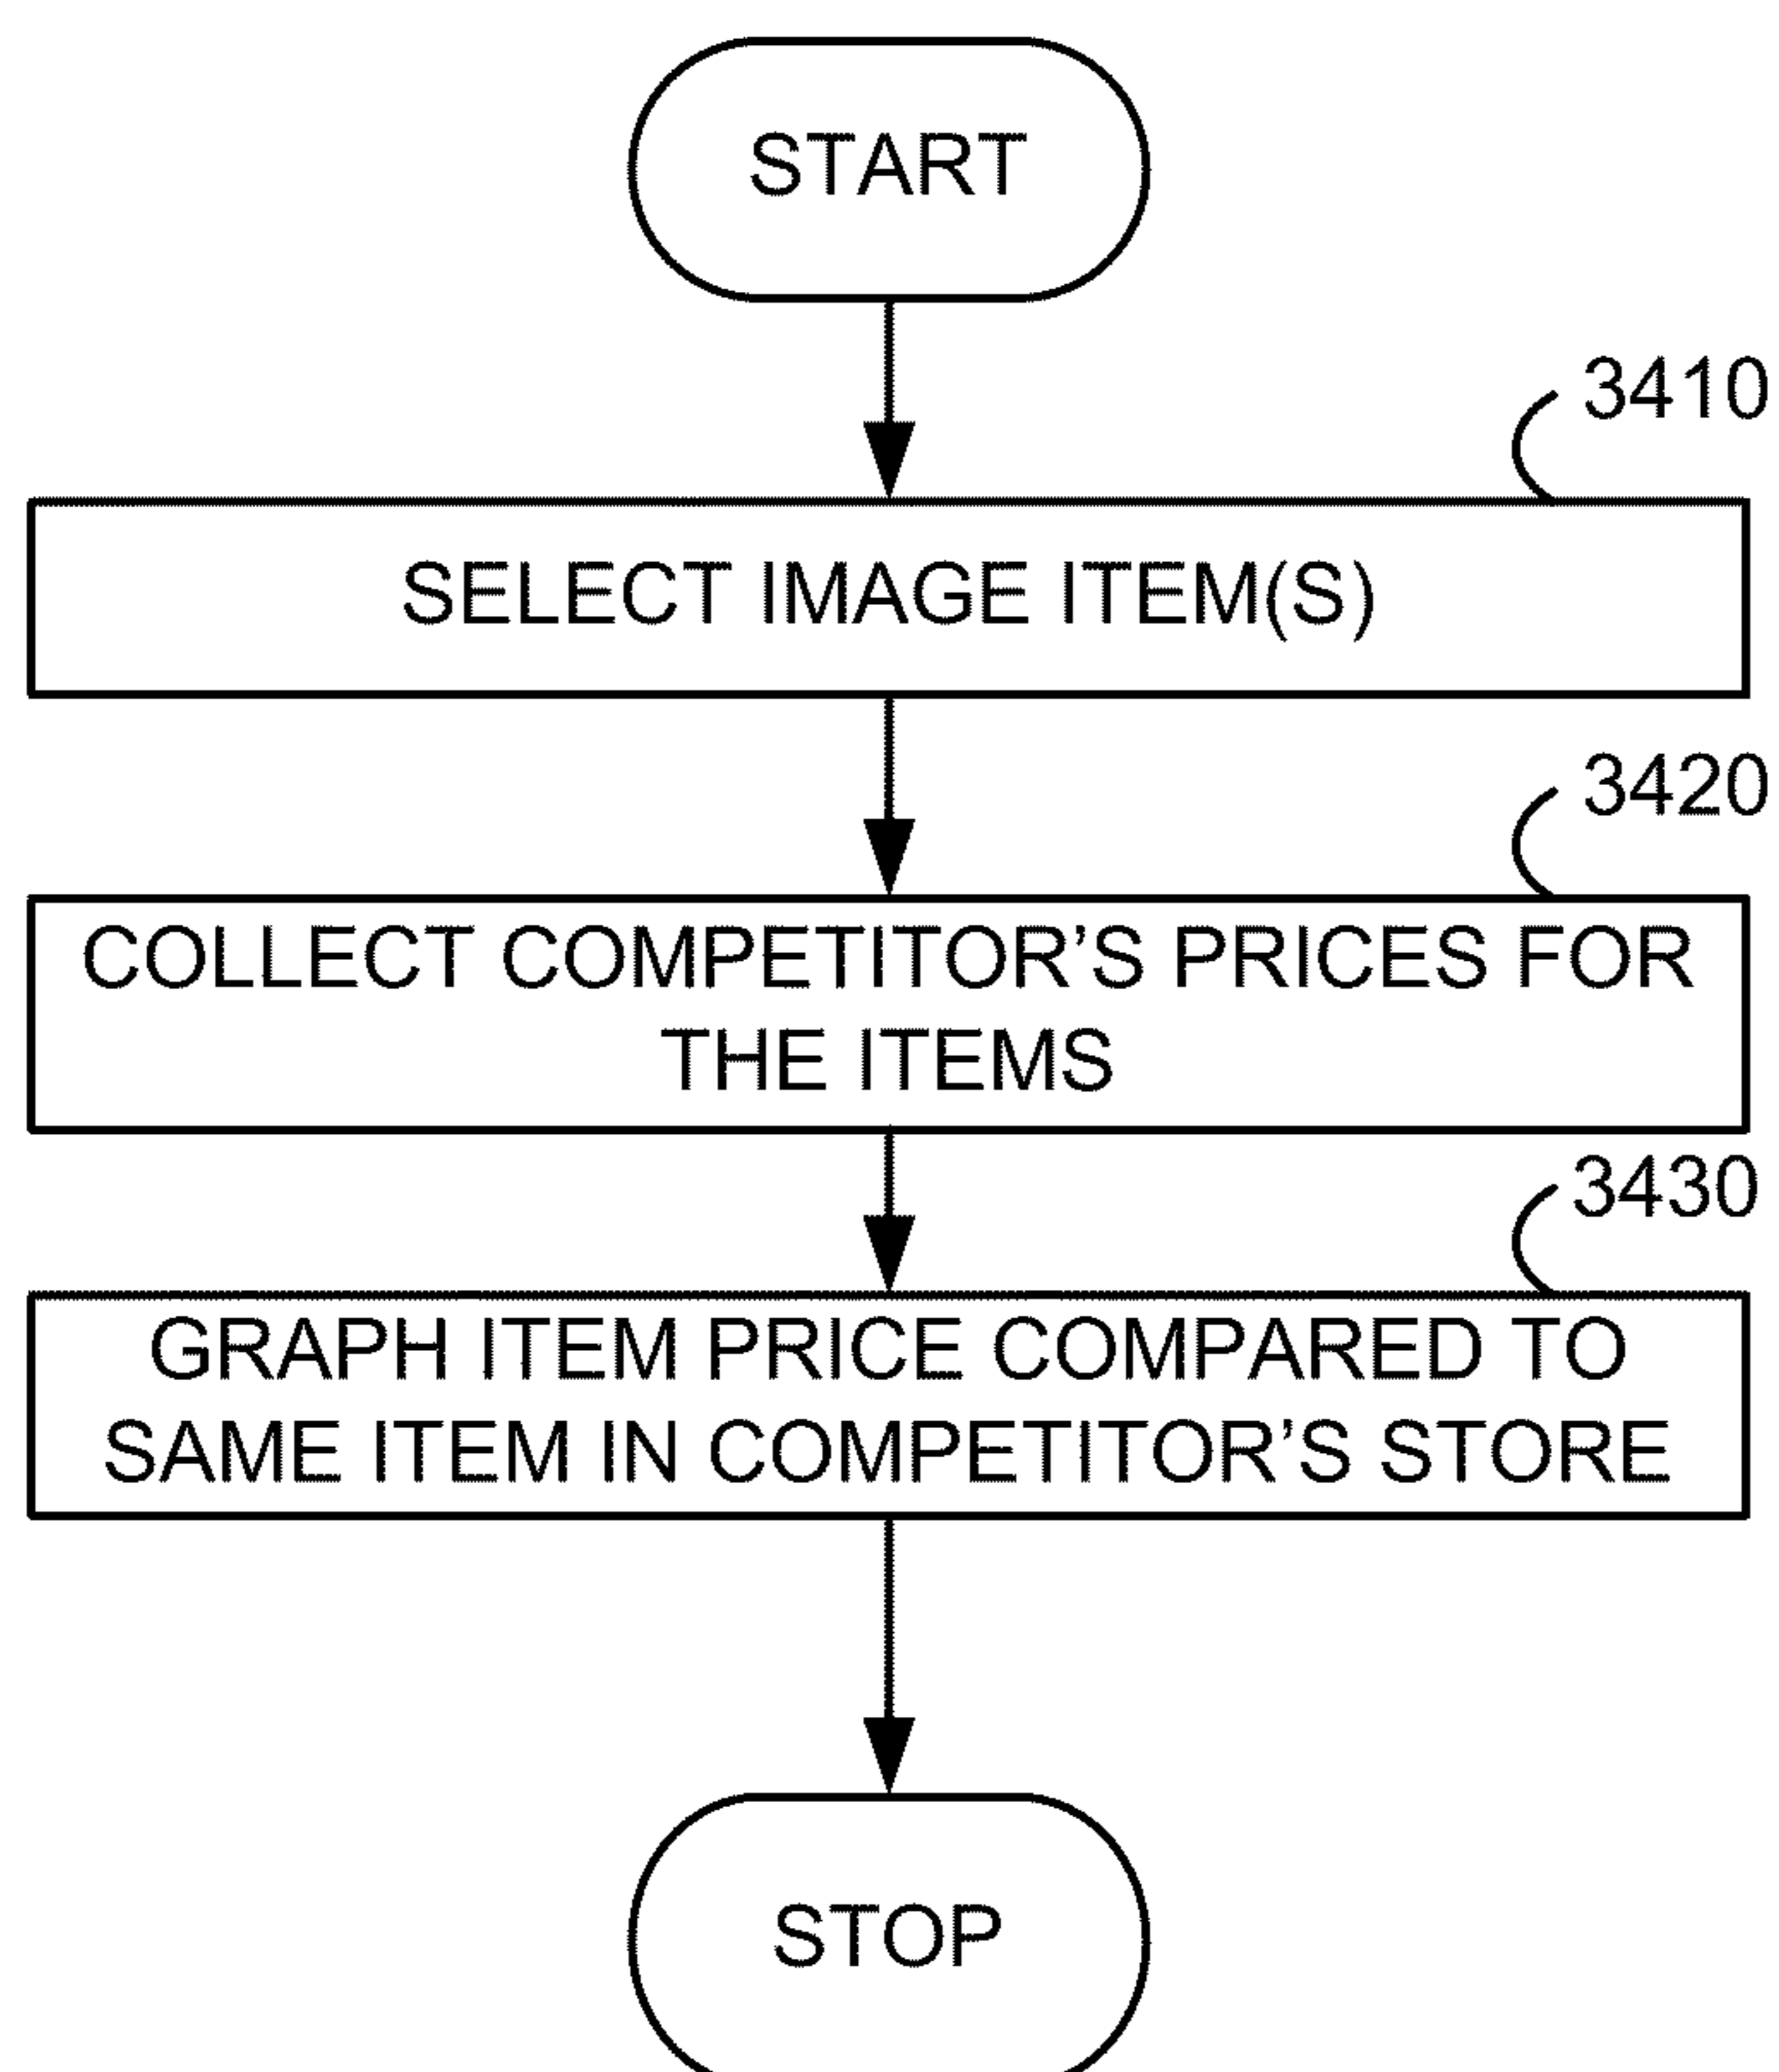 START
3410
SELECT IMAGE ITEM(S)
3420
COLLECT COMPETITOR’S PRICES FOR
THE ITEMS
3430
GRAPH ITEM PRICE COMPARED TO
SAME ITEM IN COMPETITOR’S STORE
STOP